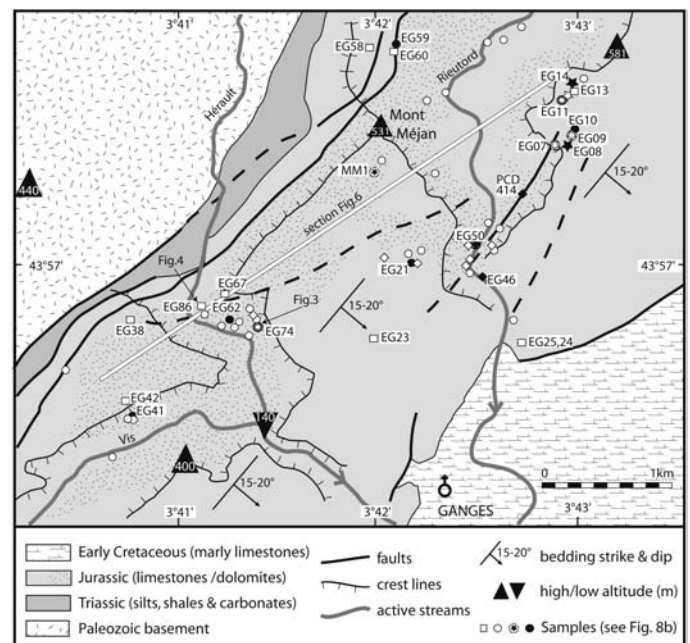 3°41' 3°42' 3°43'
EG58 EG59
EG60
Rieutord
581
Hérault
EG14
EG13
EG11
Mont
Méjan
531
EG10
EG09
EG07
EG08
MM1
440
PCD
414
15-20°
section Fig.6
EG50
43°57' 43°57'
Fig.4
EG67
EG21
EG46
EG86 EG62
Fig.3
15-20°
EG38
EG74
EG23
EG25,24
EG42
EG41
140
Vis
400
15-20°
0 1km
GANGES
3°41' 3°42' 3°43'
Early Cretaceous (marly limestones)
Jurassic (limestones /dolomites)
Triassic (silts, shales & carbonates)
Paleozoic basement
faults
crest lines
active streams
15-20° bedding strike & dip
high/low altitude (m)
Samples (see Fig. 8b)